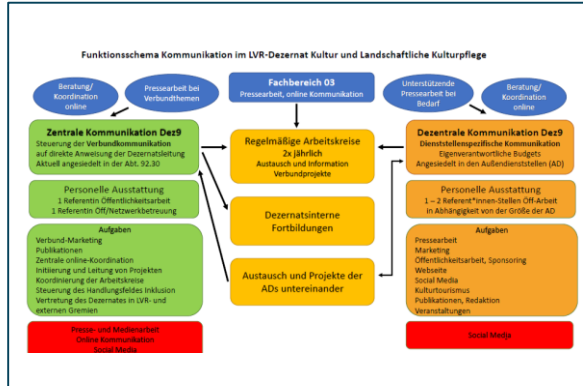 Funktionsschema Kommunikation im LVR-Dezernat Kultur und Landschaftliche Kulturpflege
Beratung/
Koordination
online
Pressearbeit bei
Verbundthemen
Fachbereich 03
Pressearbeit, online Kommunikation
Unterstützende
Pressearbeit bei
Bedarf
Beratung/
Koordination
online
Zentrale Kommunikation Dez9
Steuerung der Verbundkommunikation
auf direkte Anweisung der Dezernatsleitung
Aktuell angesiedelt in der Abt. 92.30
Regelmäßige Arbeitskreise
2x Jährlich
Austausch und Information
Verbundprojekte
Dezentrale Kommunikation Dez9
Dienststellenspezifische Kommunikation
Eigenverantwortliche Budgets
Angesiedelt in den Außendienststellen (AD)
Personelle Ausstattung
1 Referentin Öffentlichkeitsarbeit
1 Referentin Öff/Netzwerkbetreuung
Dezernatsinterne
Fortbildungen
Personelle Ausstattung
1 – 2 Referent*innen-Stellen Öff-Arbeit
in Abhängigkeit von der Größe der AD
Aufgaben
Verbund-Marketing
Publikationen
Zentrale online-Koordination
Initiierung und Leitung von Projekten
Koordinierung der Arbeitskreise
Steuerung des Handlungsfeldes Inklusion
Vertretung des Dezernates in LVR- und
externen Gremien
Austausch und Projekte der
ADs untereinander
Aufgaben
Pressearbeit
Marketing
Öffentlichkeitsarbeit, Sponsoring
Webseite
Social Media
Kulturtourismus
Publikationen, Redaktion
Veranstaltungen
Presse- und Medienarbeit
Online Kommunikation
Social Media
Social Medja